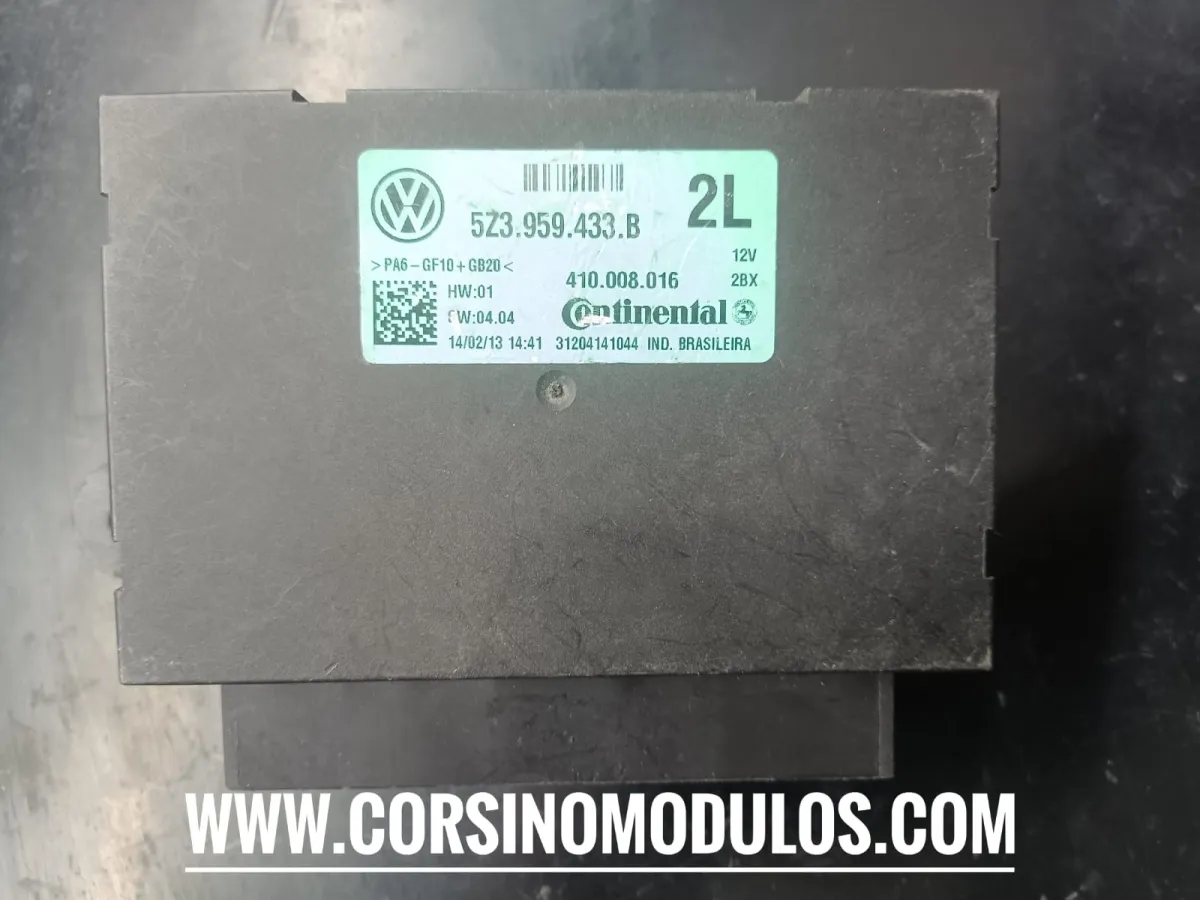 5Z3.959.433.B
2L
>PA6-GF10+GB20<
12V
410.008.016
2BX
HW:01
SW:04.04
Continental
14/02/13 14:41 31204141044 IND. BRASILEIRA
WWW.CORSINOMODULOS.COM